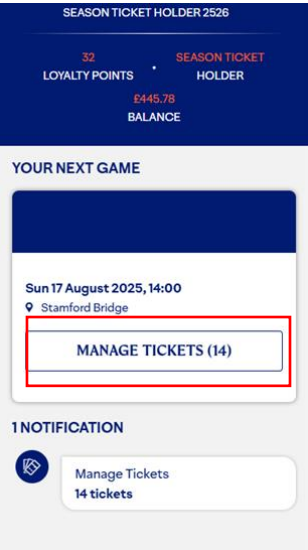 SEASON TICKET HOLDER 2526
32
LOYALTY POINTS
·
SEASON TICKET
HOLDER
£445.78
BALANCE
YOUR NEXT GAME
Sun 17 August 2025, 14:00
Stamford Bridge
MANAGE TICKETS (14)
1 NOTIFICATION
Manage Tickets
14 tickets